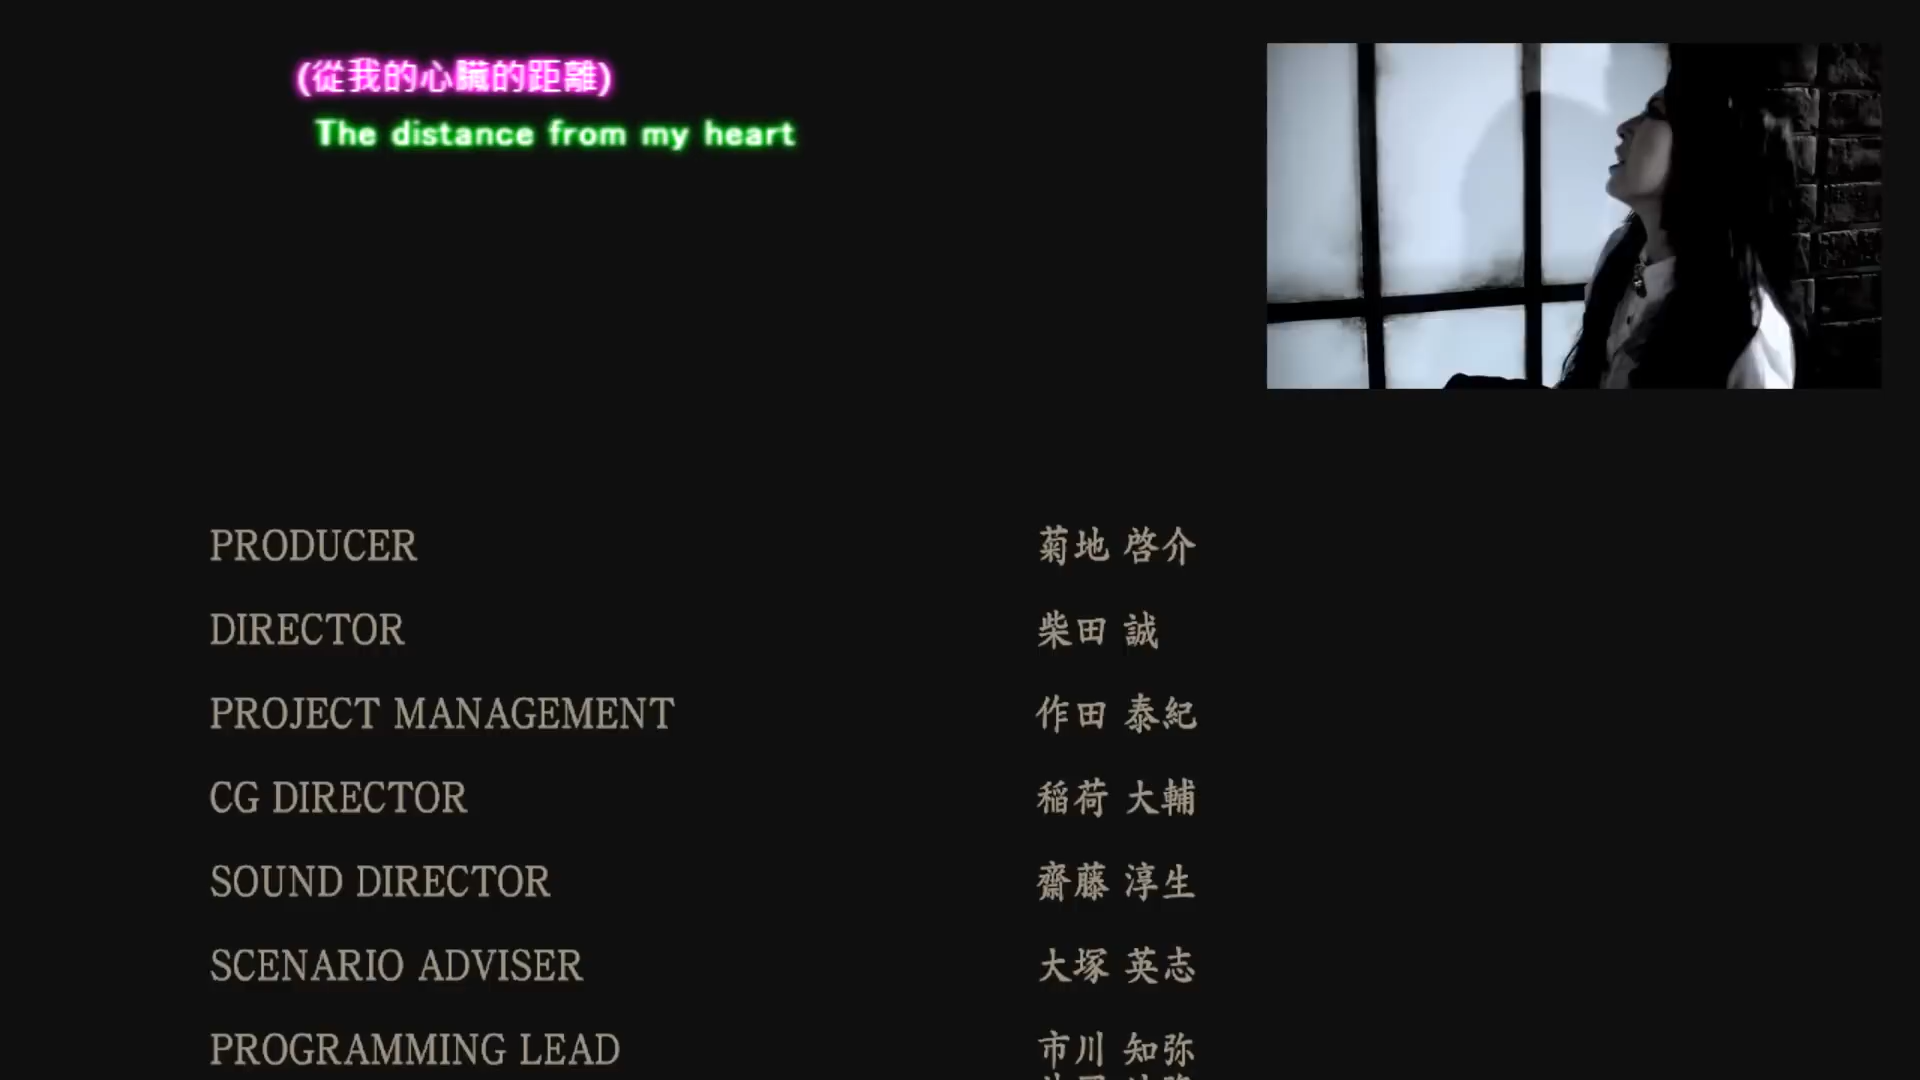 (從我的心臟的距離)
The distance from my heart
PRODUCER 菊地 啓介
DIRECTOR 柴田 誠
PROJECT MANAGEMENT 作田 泰紀
CG DIRECTOR 稲荷 大輔
SOUND DIRECTOR 齋藤 淳生
SCENARIO ADVISER 大塚 英志
PROGRAMMING LEAD 市川 知弥